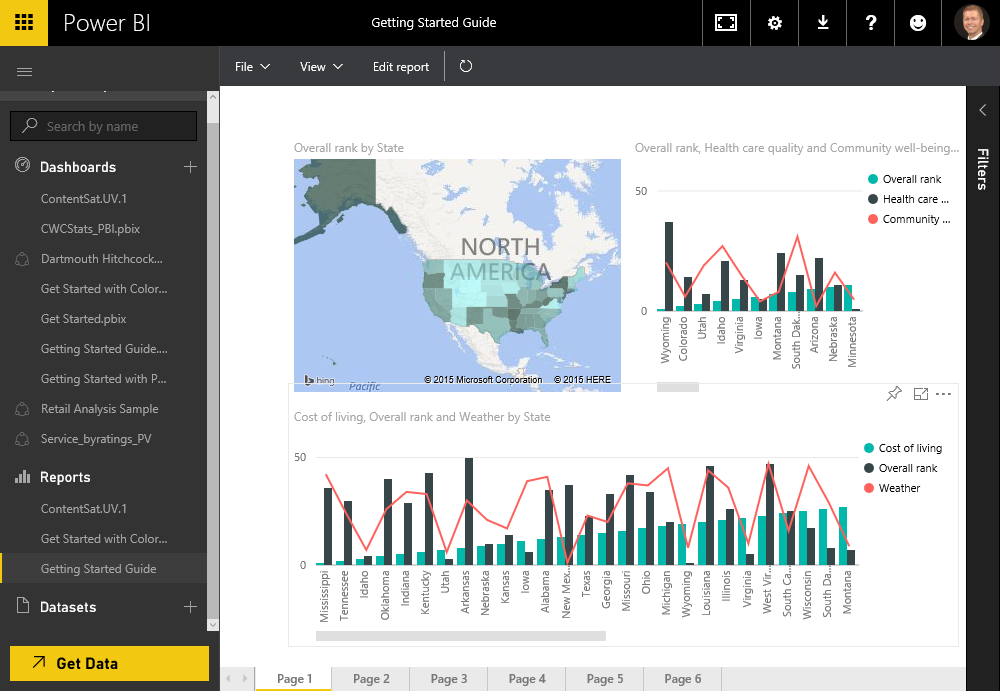 Power BI
Getting Started Guide
File
View
Edit report
Search by name
Dashboards
ContentSat.UV.1
CWCStats_PBI.pbix
Dartmouth Hitchcock...
Get Started with Color...
Get Started.pbix
Getting Started Guide....
Getting Started with P...
Retail Analysis Sample
Service_byratings_PV
Reports
ContentSat.UV.1
Get Started with Color...
Getting Started Guide
Datasets
Get Data
Overall rank by State
NORTH
AMERICA
bing
Pacific
© 2015 Microsoft Corporation © 2015 HERE
Overall rank, Health care quality and Community well-being...
50
0
Overall rank
Health care ...
Community ...
Wyoming
Colorado
Utah
Idaho
Virginia
Iowa
Montana
South Dak...
Arizona
Nebraska
Minnesota
Filters
Cost of living, Overall rank and Weather by State
50
0
Cost of living
Overall rank
Weather
Mississippi
Tennessee
Idaho
Oklahoma
Indiana
Kentucky
Utah
Arkansas
Nebraska
Kansas
Iowa
Alabama
New Mex...
Texas
Georgia
Missouri
Ohio
Michigan
Wyoming
Louisiana
Illinois
Virginia
West Vir...
South Ca...
Wisconsin
South Da...
Montana
Page 1
Page 2
Page 3
Page 4
Page 5
Page 6